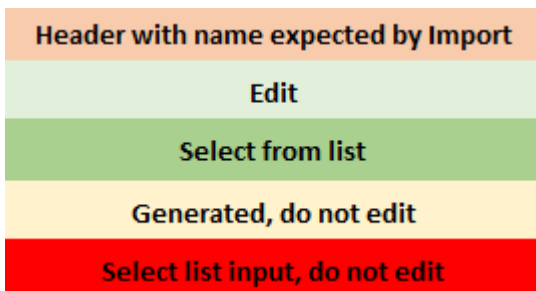 Header with name expected by Import
Edit
Select from list
Generated, do not edit
Select list input, do not edit